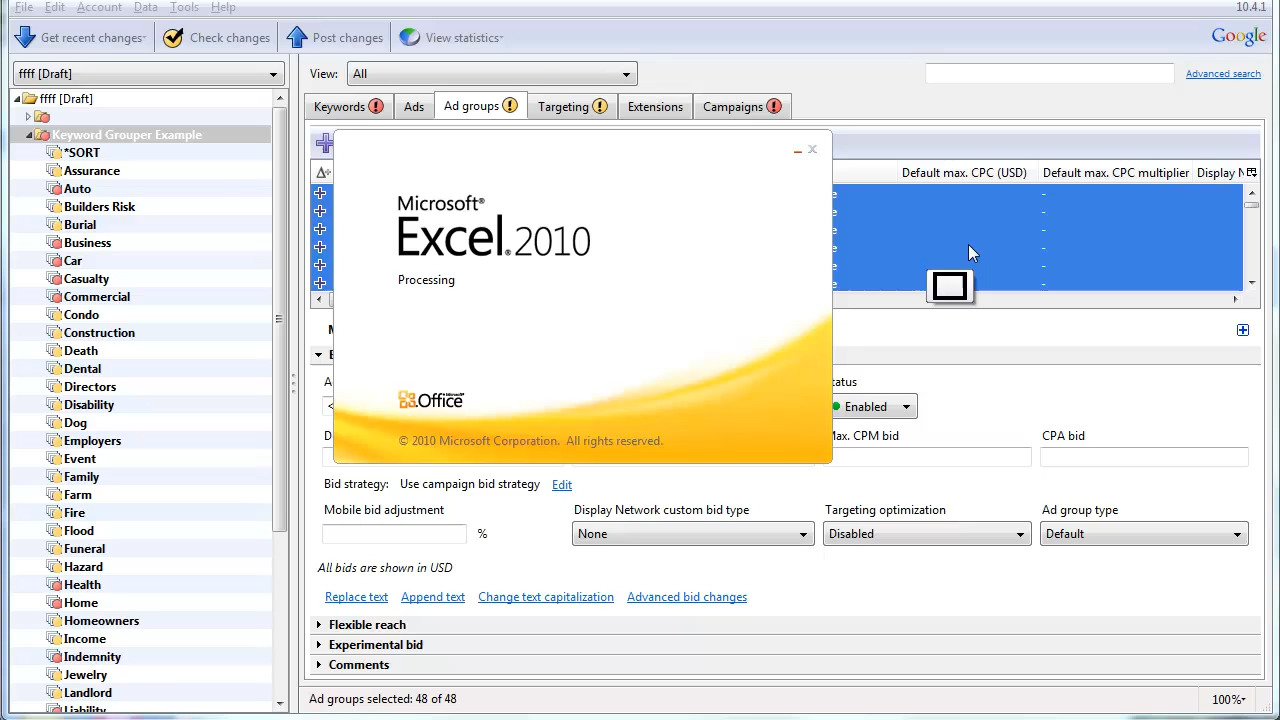 File Edit Account Data Tools Help 10.4.1
Get recent changes Check changes Post changes View statistics Google
ffff [Draft] View: All Advanced search
ffff [Draft]
Keyword Grouper Example
*SORT
Assurance
Auto
Builders Risk
Burial
Business
Car
Casualty
Commercial
Condo
Construction
Death
Dental
Directors
Disability
Dog
Employers
Event
Family
Farm
Fire
Flood
Funeral
Hazard
Health
Home
Homeowners
Income
Indemnity
Jewelry
Landlord
Liability
Keywords Ads Ad groups Targeting Extensions Campaigns
Default max. CPC (USD) Default max. CPC multiplier Display
Microsoft®
Excel® 2010
Processing
Microsoft®
Office
© 2010 Microsoft Corporation. All rights reserved.
Enabled
Max. CPM bid CPA bid
Bid strategy: Use campaign bid strategy Edit
Mobile bid adjustment Display Network custom bid type Targeting optimization Ad group type
% None Disabled Default
All bids are shown in USD
Replace text Append text Change text capitalization Advanced bid changes
Flexible reach
Experimental bid
Comments
Ad groups selected: 48 of 48 100%